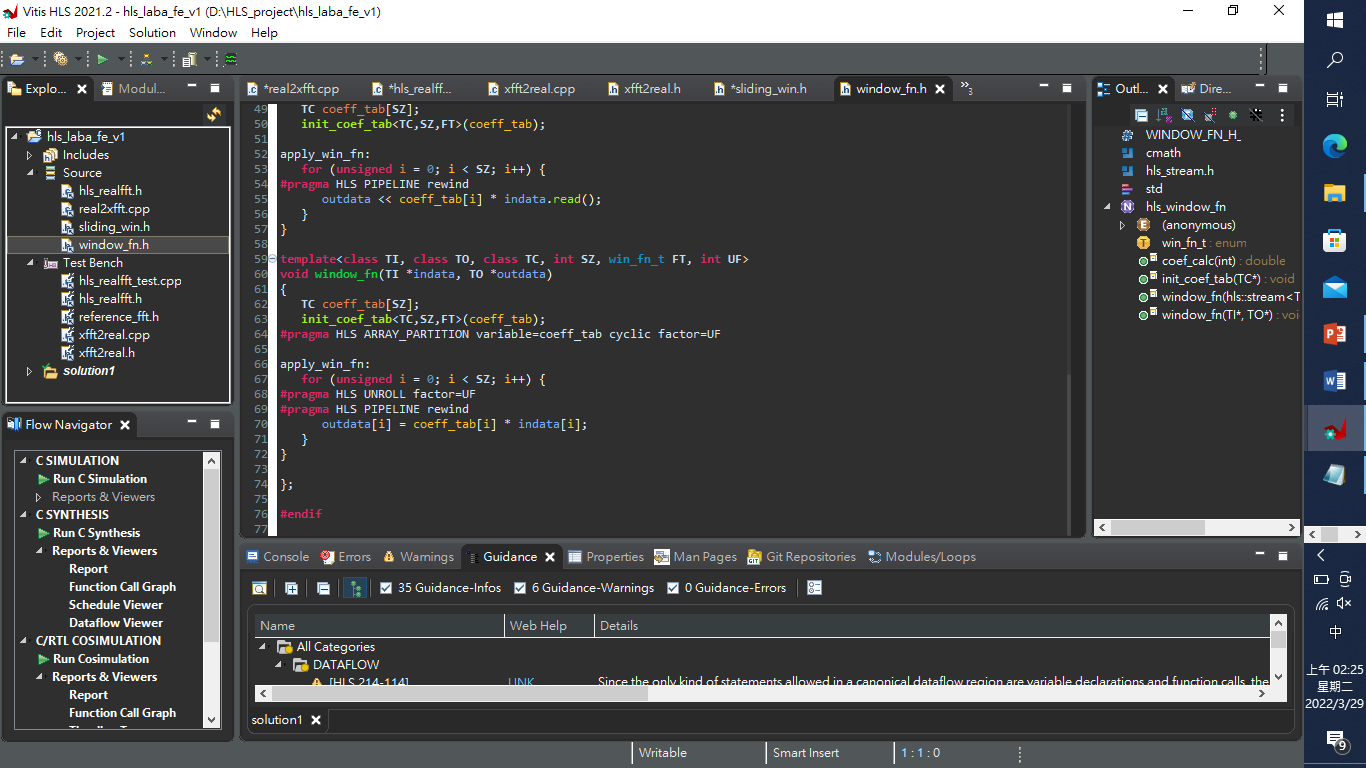 Vitis HLS 2021.2 - hls_laba_fe_v1 (D:\HLS_project\hls_laba_fe_v1)
File Edit Project Solution Window Help
Explo...
Modul...
hls_laba_fe_v1
Includes
Source
hls_realfft.h
real2xfft.cpp
sliding_win.h
window_fn.h
Test Bench
hls_realfft_test.cpp
hls_realfft.h
reference_fft.h
xfft2real.cpp
xfft2real.h
solution1
Flow Navigator
C SIMULATION
Run C Simulation
Reports & Viewers
C SYNTHESIS
Run C Synthesis
Reports & Viewers
Report
Function Call Graph
Schedule Viewer
Dataflow Viewer
C/RTL COSIMULATION
Run Cosimulation
Reports & Viewers
Report
Function Call Graph
*real2xfft.cpp *hls_realff... xfft2real.cpp xfft2real.h *sliding_win.h window_fn.h »3
49 TC coeff_tab[SZ];
50 init_coef_tab<TC,SZ,FT>(coeff_tab);
51
52 apply_win_fn:
53 for (unsigned i = 0; i < SZ; i++) {
54 #pragma HLS PIPELINE rewind
55 outdata << coeff_tab[i] * indata.read();
56 }
57 }
58
59 template<class TI, class TO, class TC, int SZ, win_fn_t FT, int UF>
60 void window_fn(TI *indata, TO *outdata)
61 {
62 TC coeff_tab[SZ];
63 init_coef_tab<TC,SZ,FT>(coeff_tab);
64 #pragma HLS ARRAY_PARTITION variable=coeff_tab cyclic factor=UF
65
66 apply_win_fn:
67 for (unsigned i = 0; i < SZ; i++) {
68 #pragma HLS UNROLL factor=UF
69 #pragma HLS PIPELINE rewind
70 outdata[i] = coeff_tab[i] * indata[i];
71 }
72 }
73
74 };
75
76 #endif
77
Outl...
Dire...
WINDOW_FN_H_
cmath
hls_stream.h
std
hls_window_fn
(anonymous)
win_fn_t : enum
coef_calc(int) : double
init_coef_tab(TC*) : void
window_fn(hls::stream<T
window_fn(TI*, TO*) : voi
Console Errors Warnings Guidance Properties Man Pages Git Repositories Modules/Loops
35 Guidance-Infos 6 Guidance-Warnings 0 Guidance-Errors
Name Web Help Details
All Categories
DATAFLOW
[HLS 214-114] LINK Since the only kind of statements allowed in a canonical dataflow region are variable declarations and function calls, the
solution1
Writable Smart Insert 1 : 1 : 0
中
上午 02:25
星期二
2022/3/29
9